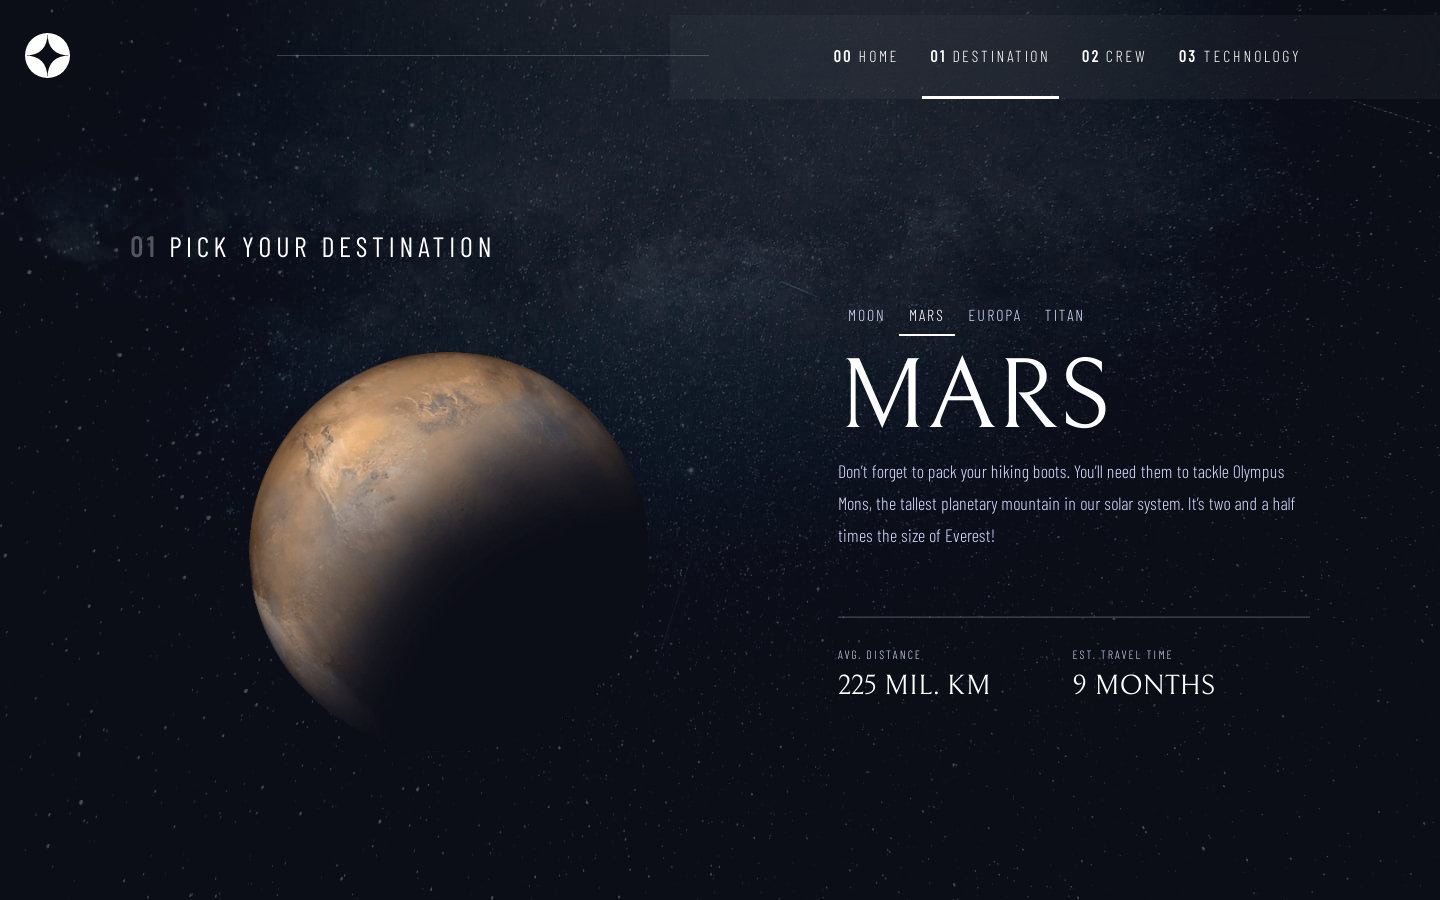 00 HOME 01 DESTINATION 02 CREW 03 TECHNOLOGY
01 PICK YOUR DESTINATION
MOON MARS EUROPA TITAN
MARS
Don’t forget to pack your hiking boots. You’ll need them to tackle Olympus
Mons, the tallest planetary mountain in our solar system. It’s two and a half
times the size of Everest!
AVG. DISTANCE EST. TRAVEL TIME
225 MIL. KM 9 MONTHS